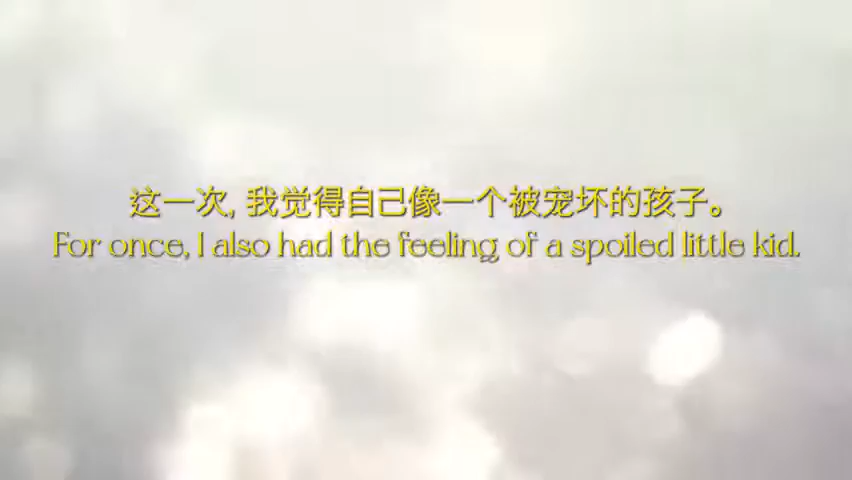 这一次, 我觉得自己像一个被宠坏的孩子。
For once, I also had the feeling of a spoiled little kid.